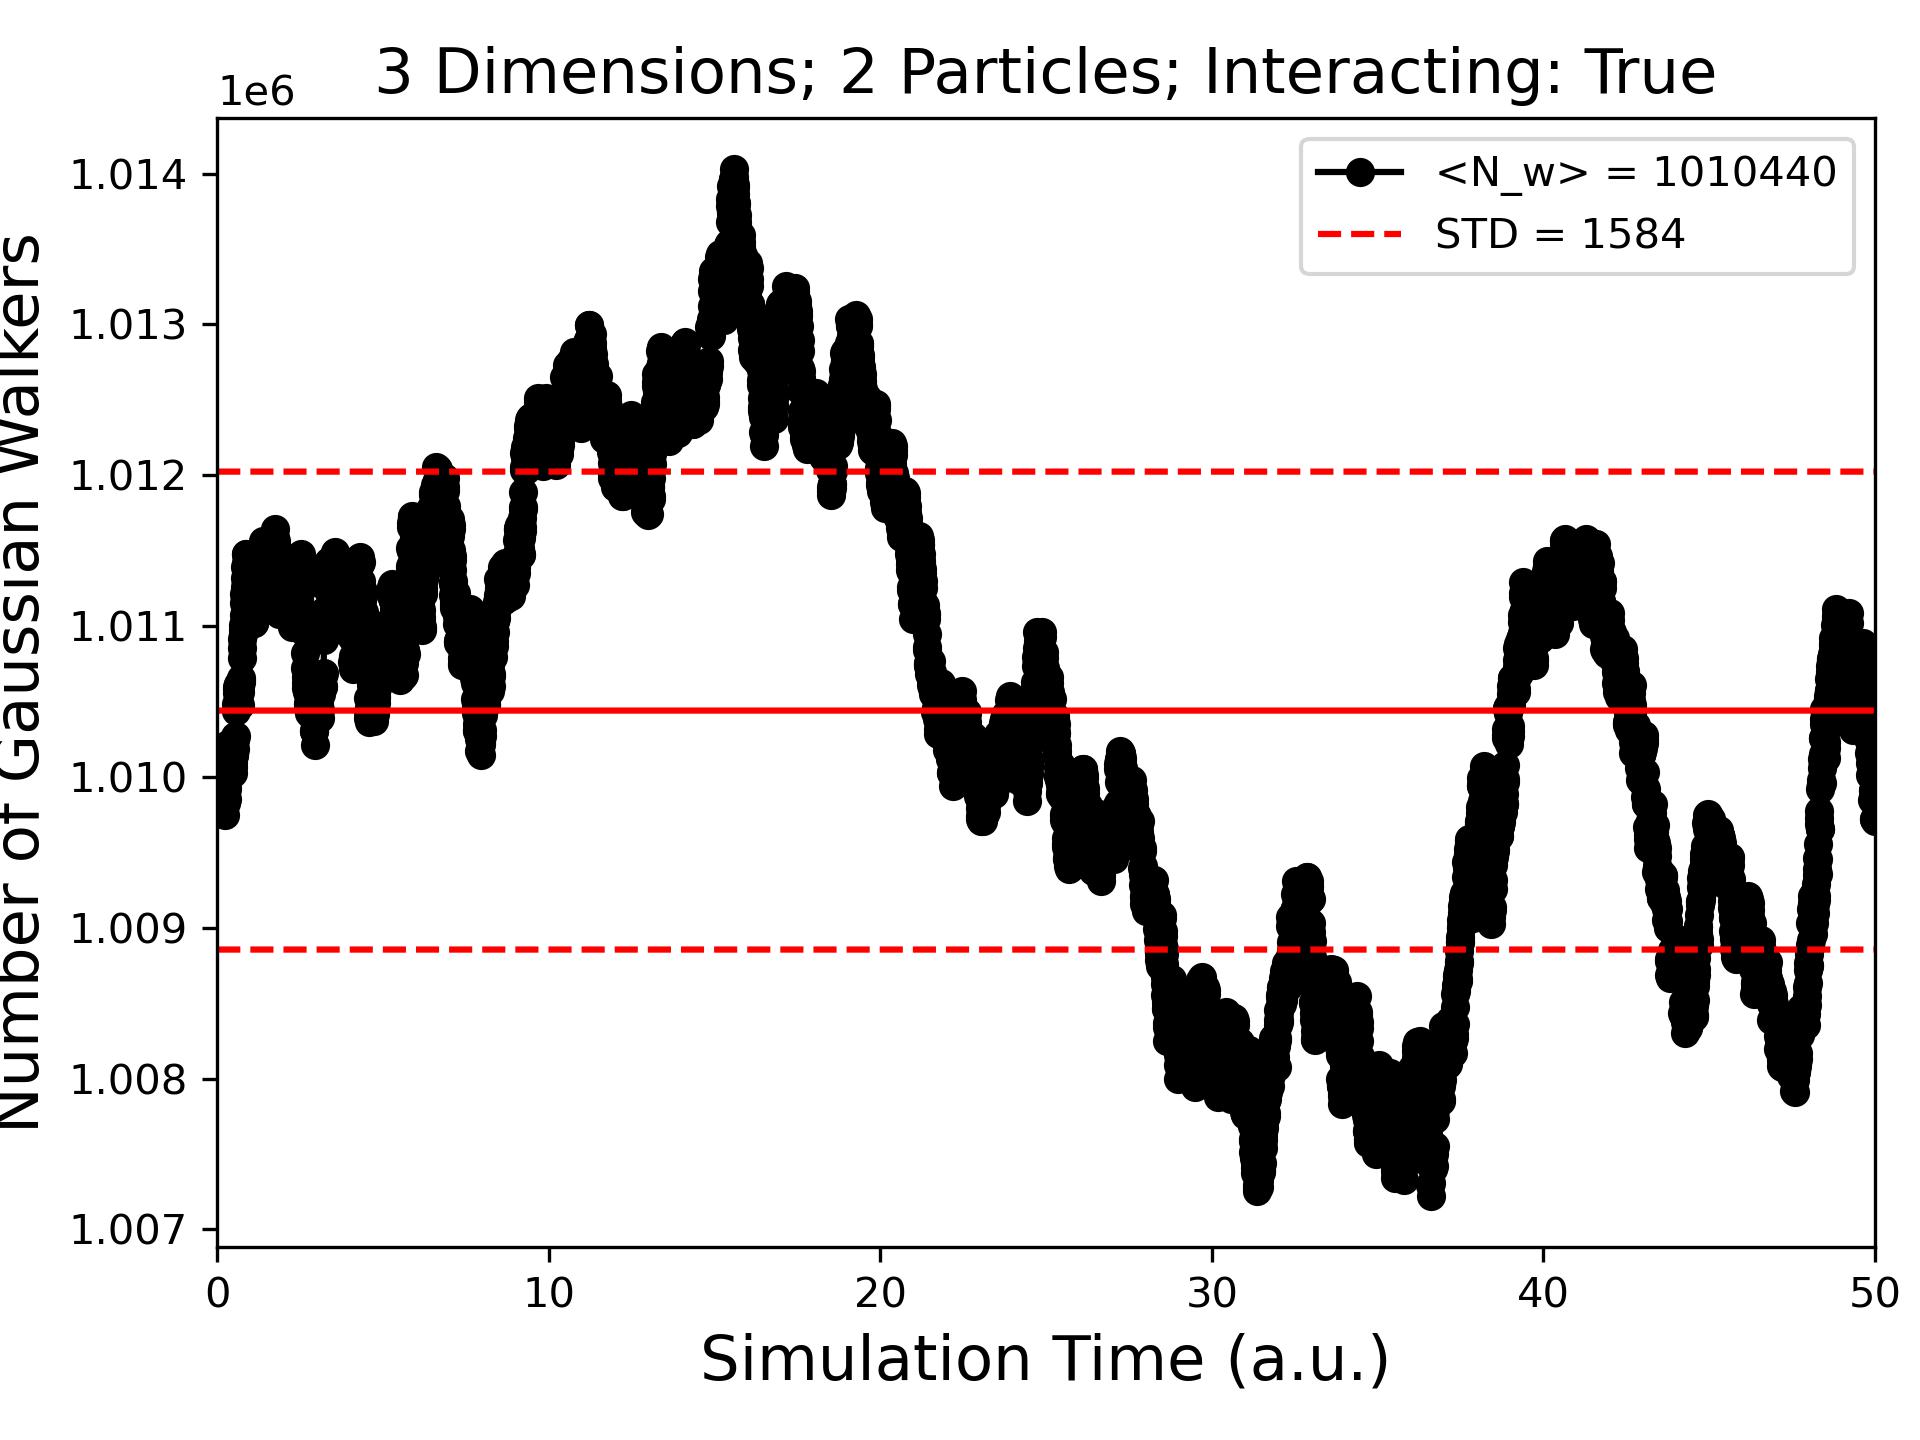 3 Dimensions; 2 Particles; Interacting: True
1e6
<N_w> = 1010440
STD = 1584
1.014
1.013
1.012
1.011
1.010
1.009
1.008
1.007
Number of Gaussian Walkers
0 10 20 30 40 50
Simulation Time (a.u.)